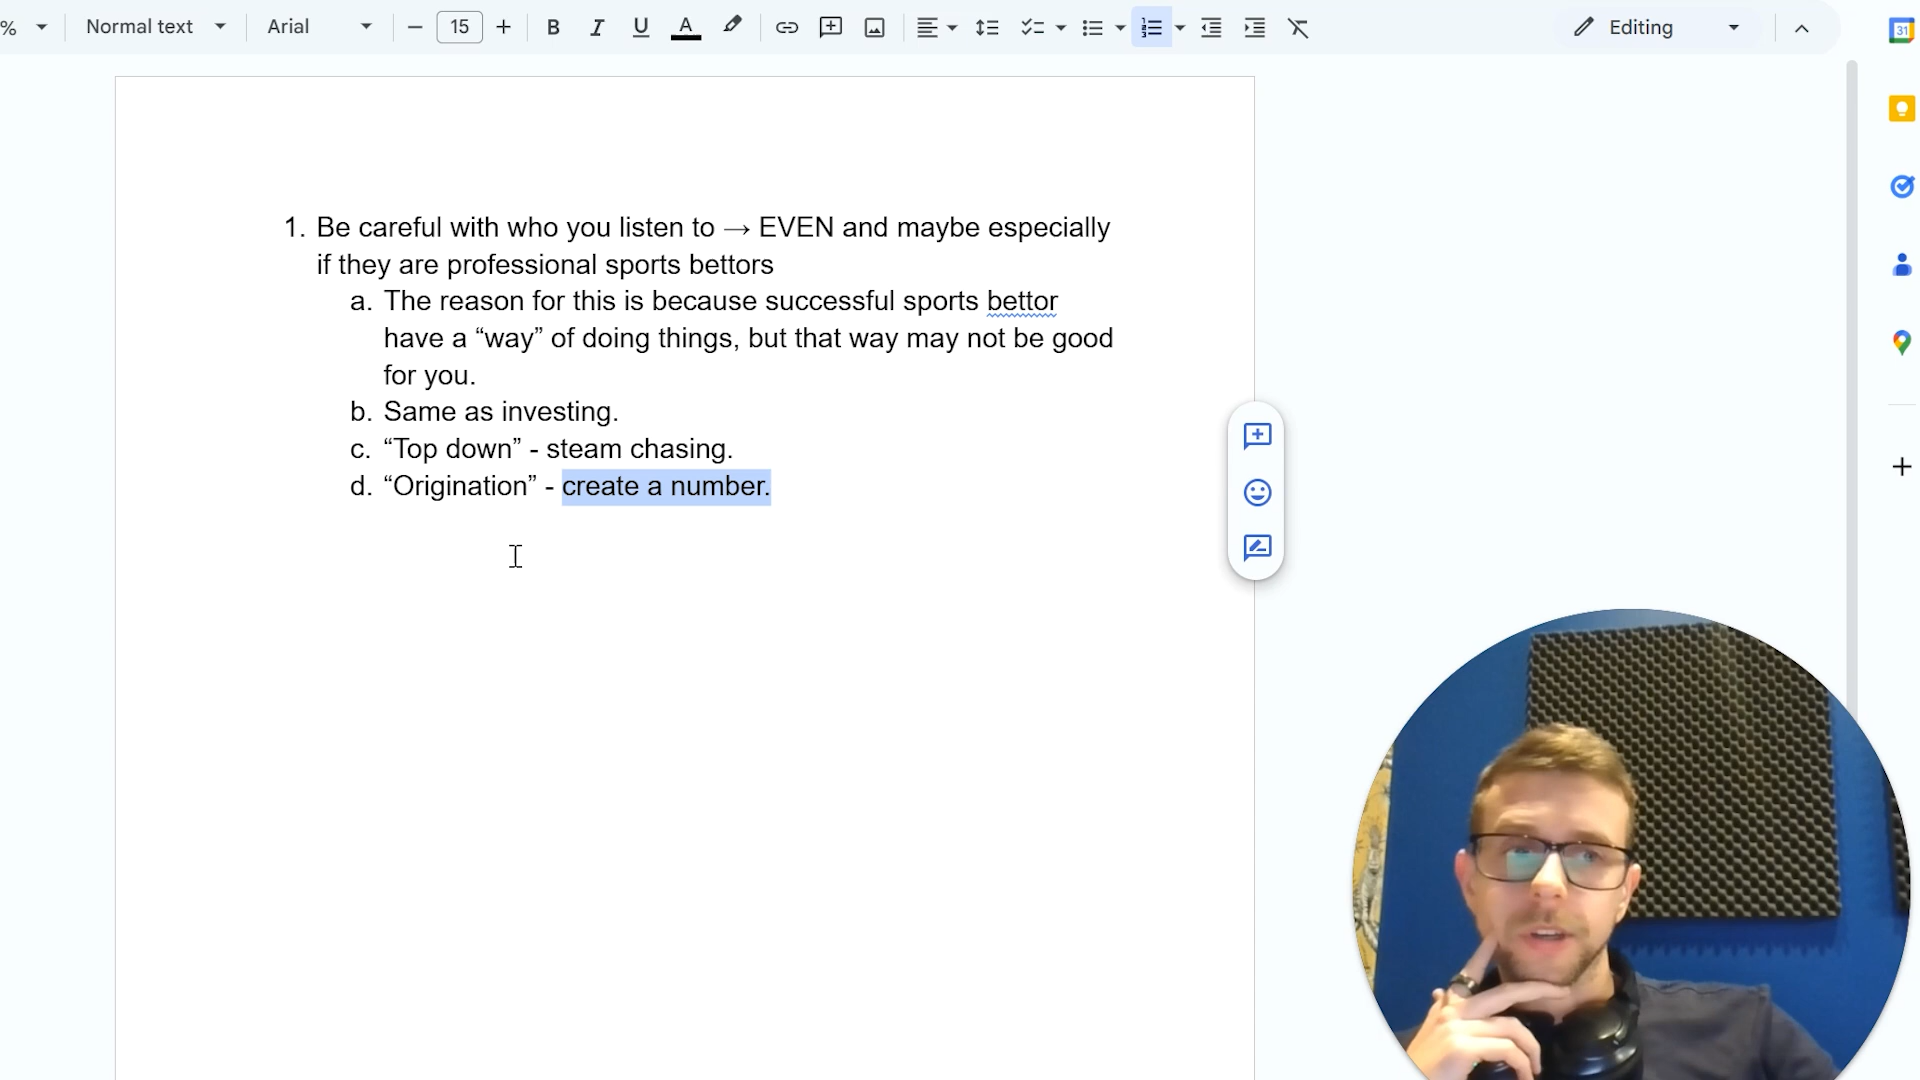 %
Normal text
Arial
15
B
I
U
A
Editing
31
1. Be careful with who you listen to → EVEN and maybe especially
if they are professional sports bettors
a. The reason for this is because successful sports bettor
have a “way” of doing things, but that way may not be good
for you.
b. Same as investing.
c. “Top down” - steam chasing.
d. “Origination” - create a number.